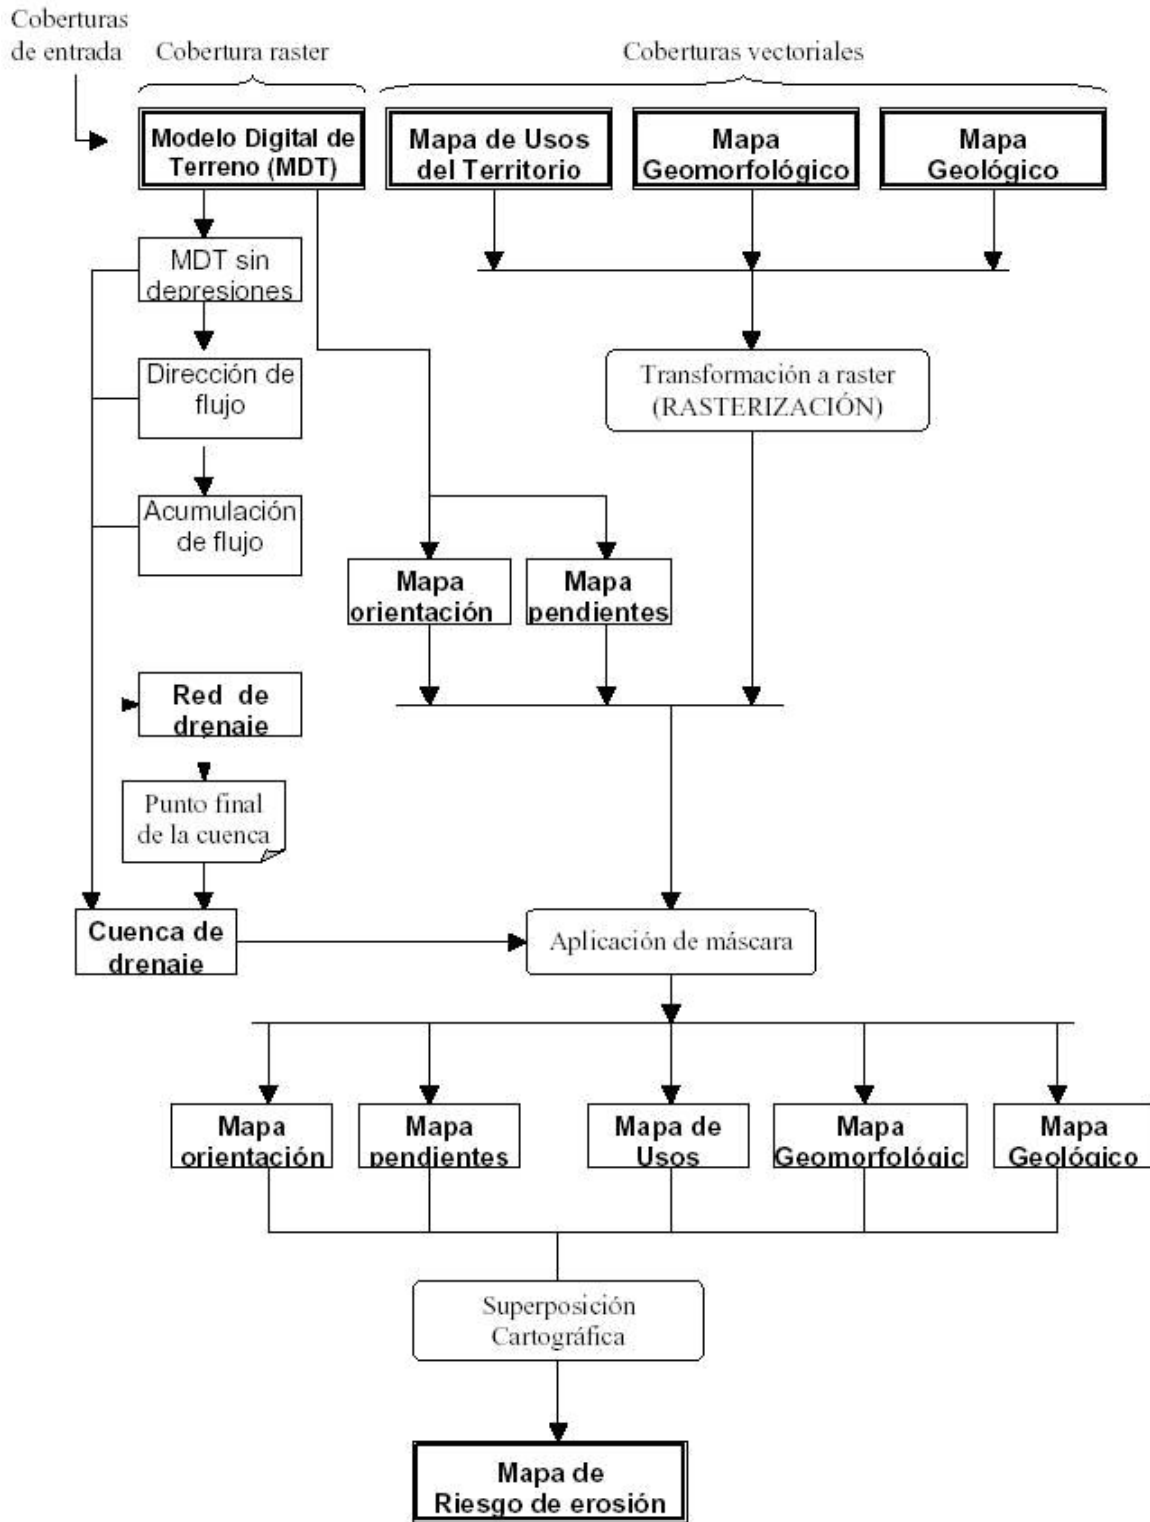 Coberturas
de entrada
Cobertura raster
Coberturas vectoriales
Modelo Digital de
Terreno (MDT)
Mapa de Usos
del Territorio
Mapa
Geomorfológico
Mapa
Geológico
MDT sin
depresiones
Dirección de
flujo
Transformación a raster
(RASTERIZACIÓN)
Acumulación
de flujo
Mapa
orientación
Mapa
pendientes
Red de
drenaje
Punto final
de la cuenca
Cuenca de
drenaje
Aplicación de máscara
Mapa
orientación
Mapa
pendientes
Mapa de
Usos
Mapa
Geomorfológic
Mapa
Geológico
Superposición
Cartográfica
Mapa de
Riesgo de erosión